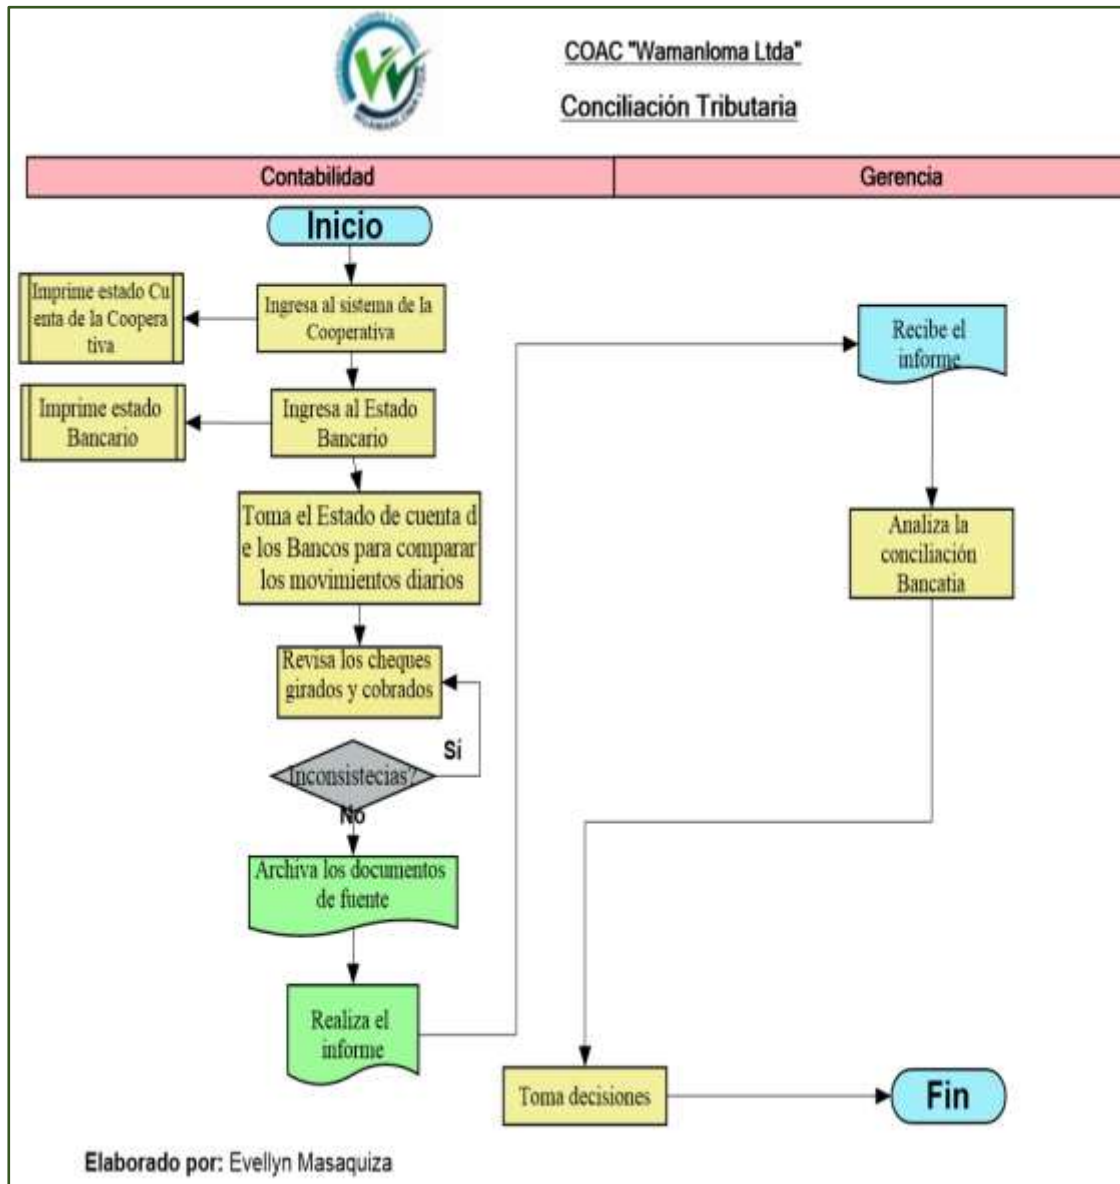 COAC "Wamanloma Ltda"
Conciliación Tributaria
Contabilidad
Gerencia
Inicio
Imprime estado Cu
enta de la Coopera
tiva
Ingresa al sistema de la
Cooperativa
Recibe el
informe
Imprime estado
Bancario
Ingresa al Estado
Bancario
Toma el Estado de cuenta d
e los Bancos para comparar
los movimientos diarios
Analiza la
conciliación
Bancatia
Revisa los cheques
girados y cobrados
Sí
Inconsistecias?
No
Archiva los documentos
de fuente
Realiza el
informe
Toma decisiones
Fin
Elaborado por: Evellyn Masaquiza